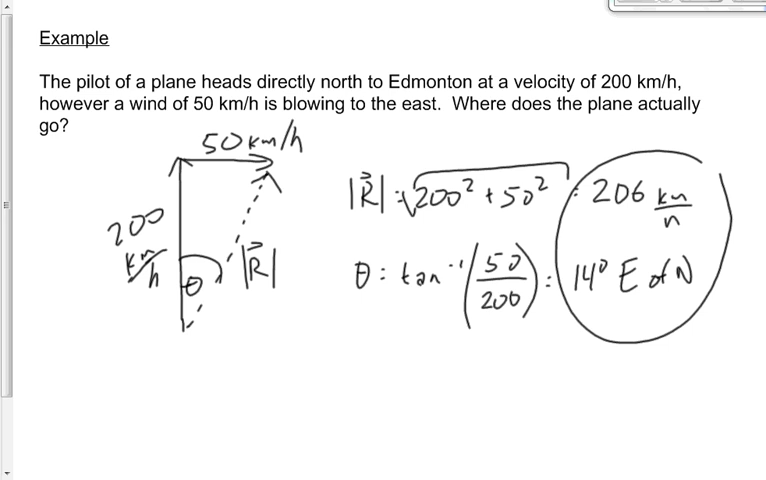 Example
The pilot of a plane heads directly north to Edmonton at a velocity of 200 km/h,
however a wind of 50 km/h is blowing to the east.  Where does the plane actually
go?
50 km/h
200
km/h
θ
|R⃗|
|R⃗| = √200² + 50² = 206 km/h
θ = tan⁻¹(50/200) = 14° E of N